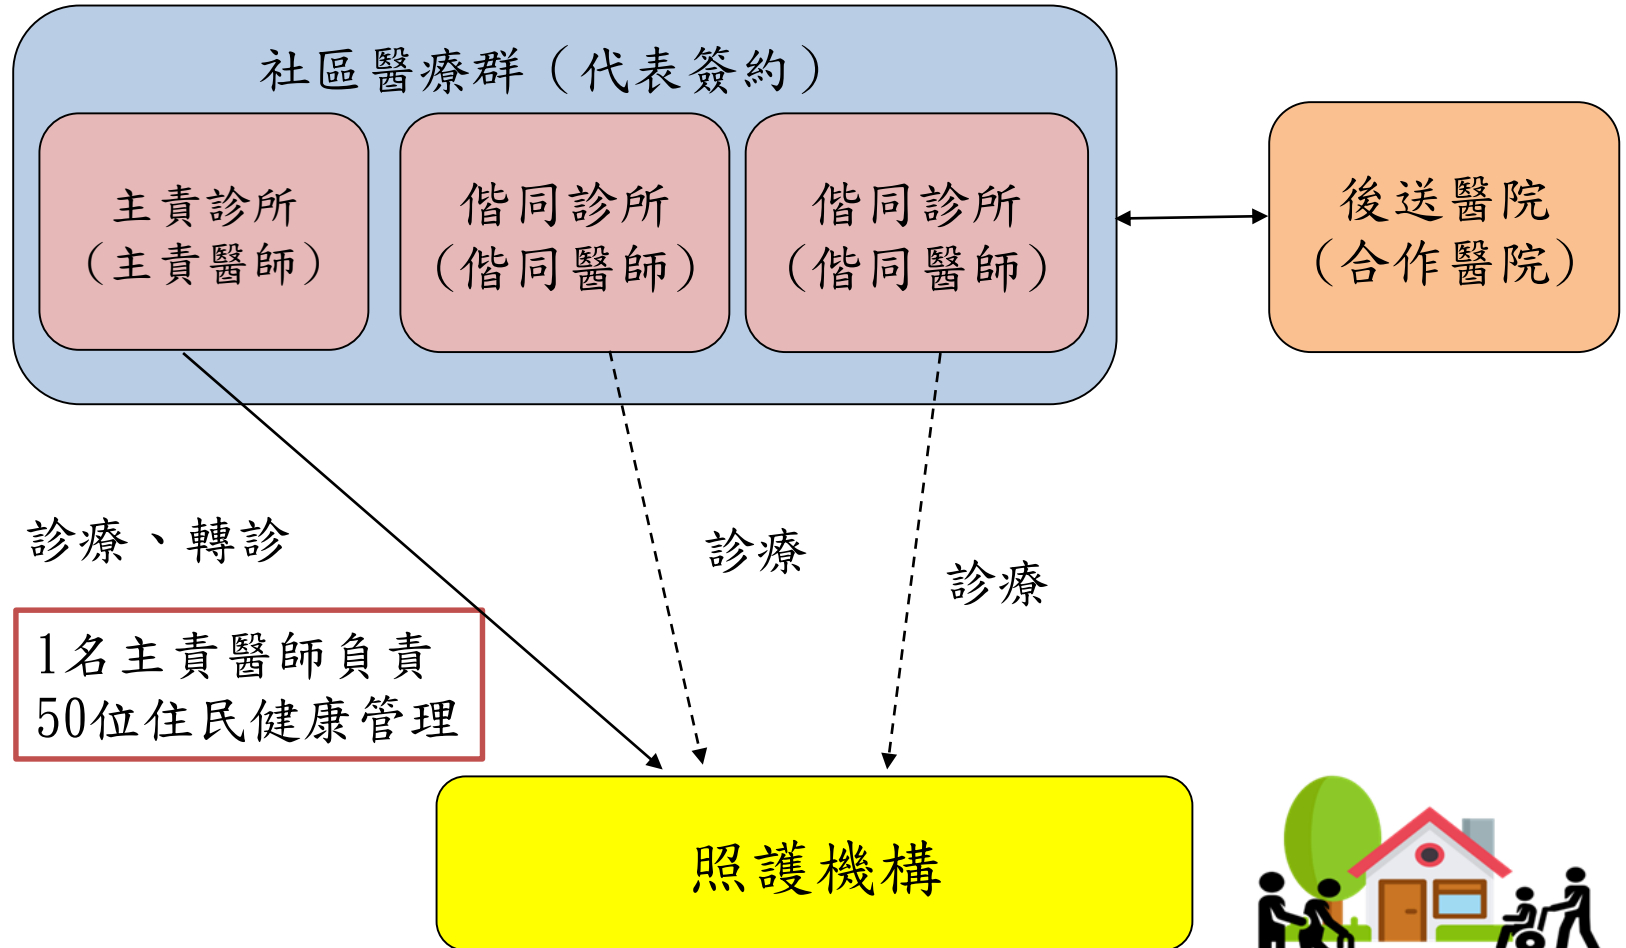 社區醫療群（代表簽約）
主責診所
（主責醫師）
偕同診所
（偕同醫師）
偕同診所
（偕同醫師）
後送醫院
（合作醫院）
診療、轉診
診療
診療
1名主責醫師負責
50位住民健康管理
照護機構